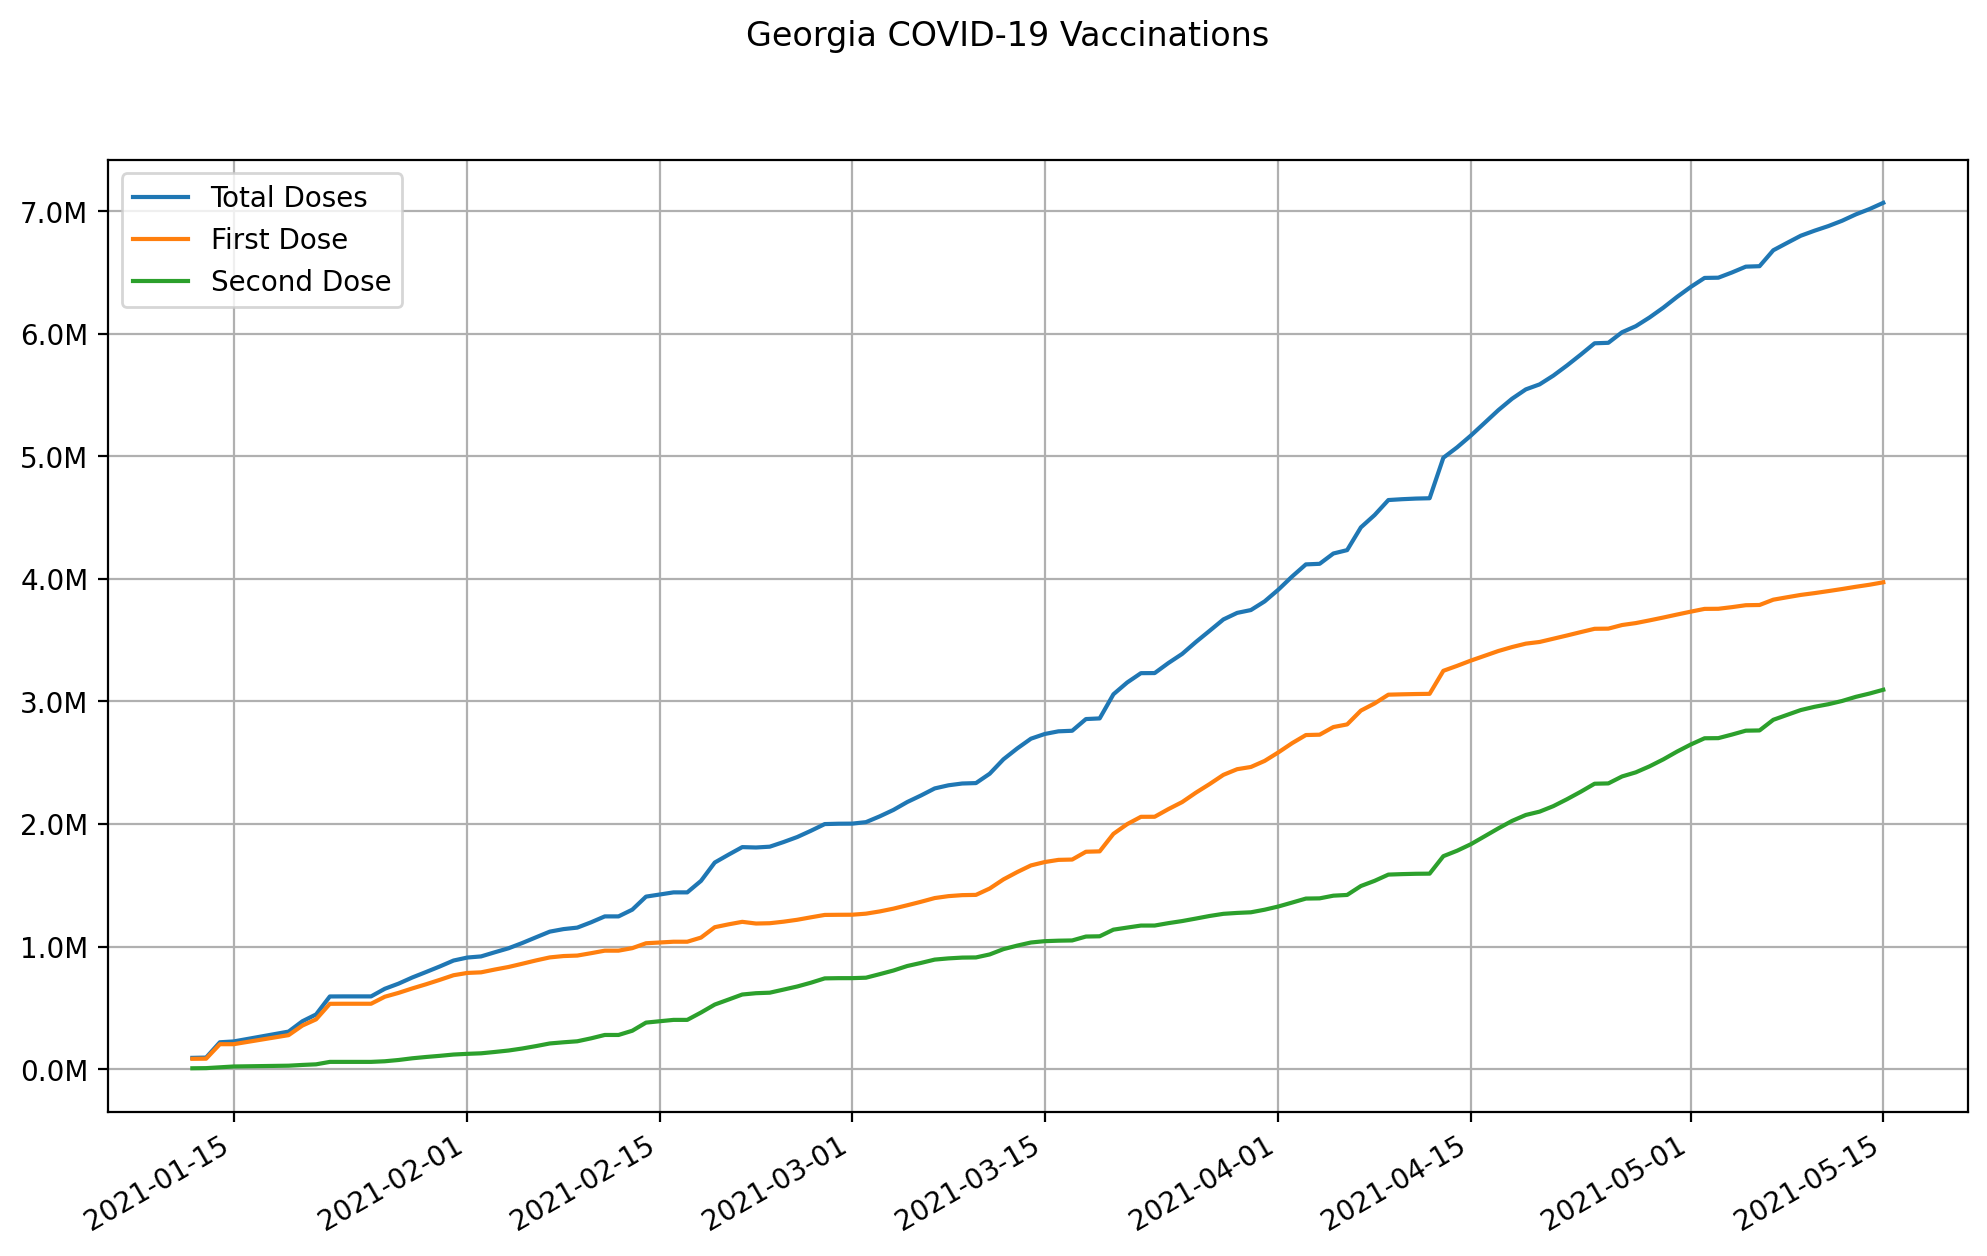 Georgia COVID-19 Vaccinations
Total Doses
First Dose
Second Dose
7.0M
6.0M
5.0M
4.0M
3.0M
2.0M
1.0M
0.0M
2021-01-15
2021-02-01
2021-02-15
2021-03-01
2021-03-15
2021-04-01
2021-04-15
2021-05-01
2021-05-15